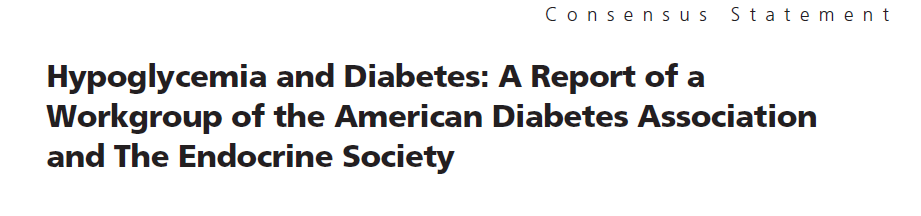 Consensus Statement
Hypoglycemia and Diabetes: A Report of a
Workgroup of the American Diabetes Association
and The Endocrine Society